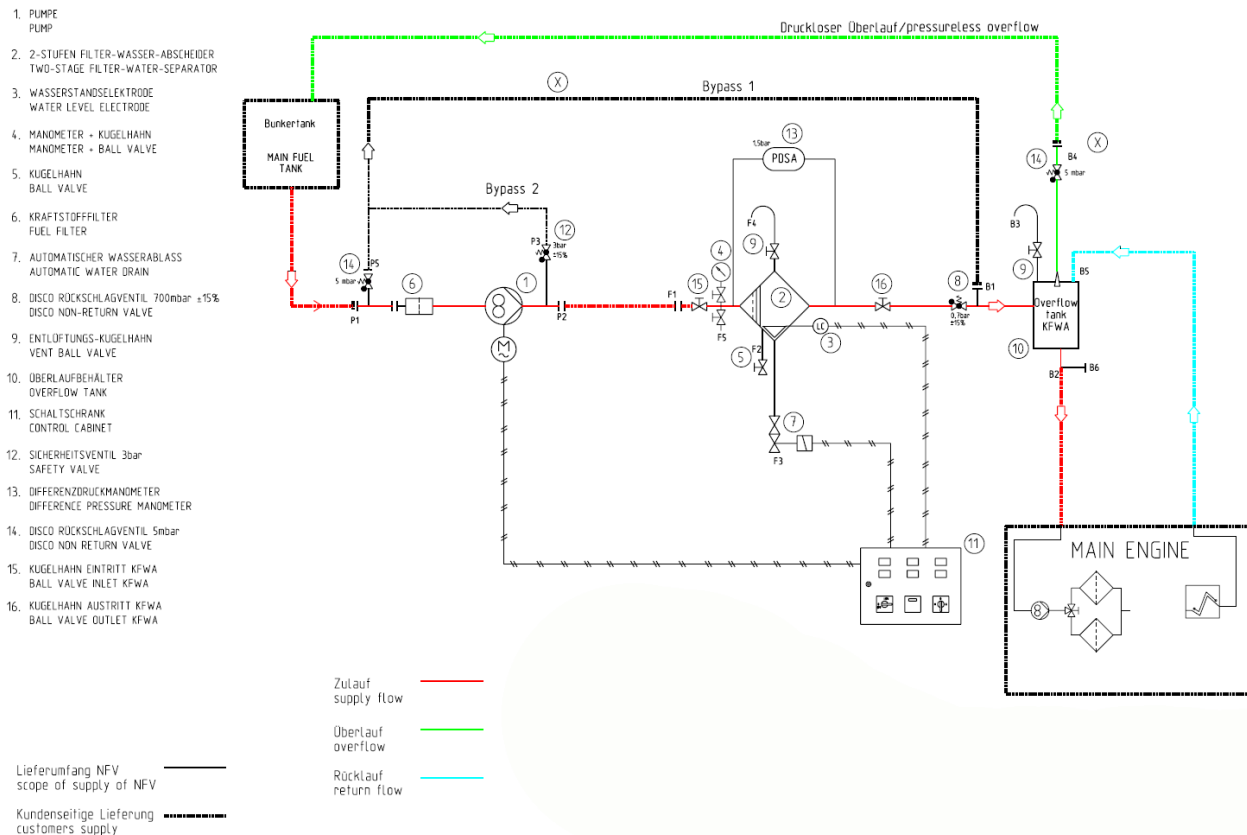 1. PUMPE
PUMP
2. 2-STUFEN FILTER-WASSER-ABSCHEIDER
TWO-STAGE FILTER-WATER-SEPARATOR
3. WASSERSTANDSELEKTRODE
WATER LEVEL ELECTRODE
4. MANOMETER + KUGELHAHN
MANOMETER + BALL VALVE
5. KUGELHAHN
BALL VALVE
6. KRAFTSTOFFFILTER
FUEL FILTER
7. AUTOMATISCHER WASSERABLASS
AUTOMATIC WATER DRAIN
8. DISCO RÜCKSCHLAGVENTIL 700mbar ±15%
DISCO NON-RETURN VALVE
9. ENTLÜFTUNGS-KUGELHAHN
VENT BALL VALVE
10. ÜBERLAUFBEHÄLTER
OVERFLOW TANK
11. SCHALTSCHRANK
CONTROL CABINET
12. SICHERHEITSVENTIL 3bar
SAFETY VALVE
13. DIFFERENZDRUCKMANOMETER
DIFFERENCE PRESSURE MANOMETER
14. DISCO RÜCKSCHLAGVENTIL 5mbar
DISCO NON RETURN VALVE
15. KUGELHAHN EINTRITT KFWA
BALL VALVE INLET KFWA
16. KUGELHAHN AUSTRITT KFWA
BALL VALVE OUTLET KFWA
Druckloser Überlauf/pressureless overflow
X
Bypass 1
Bunkertank
MAIN FUEL
TANK
Bypass 2
1,5bar
13
PDSA
B4
X
14
5 mbar
P3
12
3bar
±15%
F4
9
B3
9
14
P5
5 mbar
4
B5
6
1
15
F1
2
16
8
B1
P1
P2
F5
0,7bar
±15%
Overflow
tank
KFWA
10
M
LC
3
F2
5
B2
B6
7
F3
11
MAIN ENGINE
Zulauf
supply flow
Überlauf
overflow
Rücklauf
return flow
Lieferumfang NFV
scope of supply of NFV
Kundenseitige Lieferung
customers supply